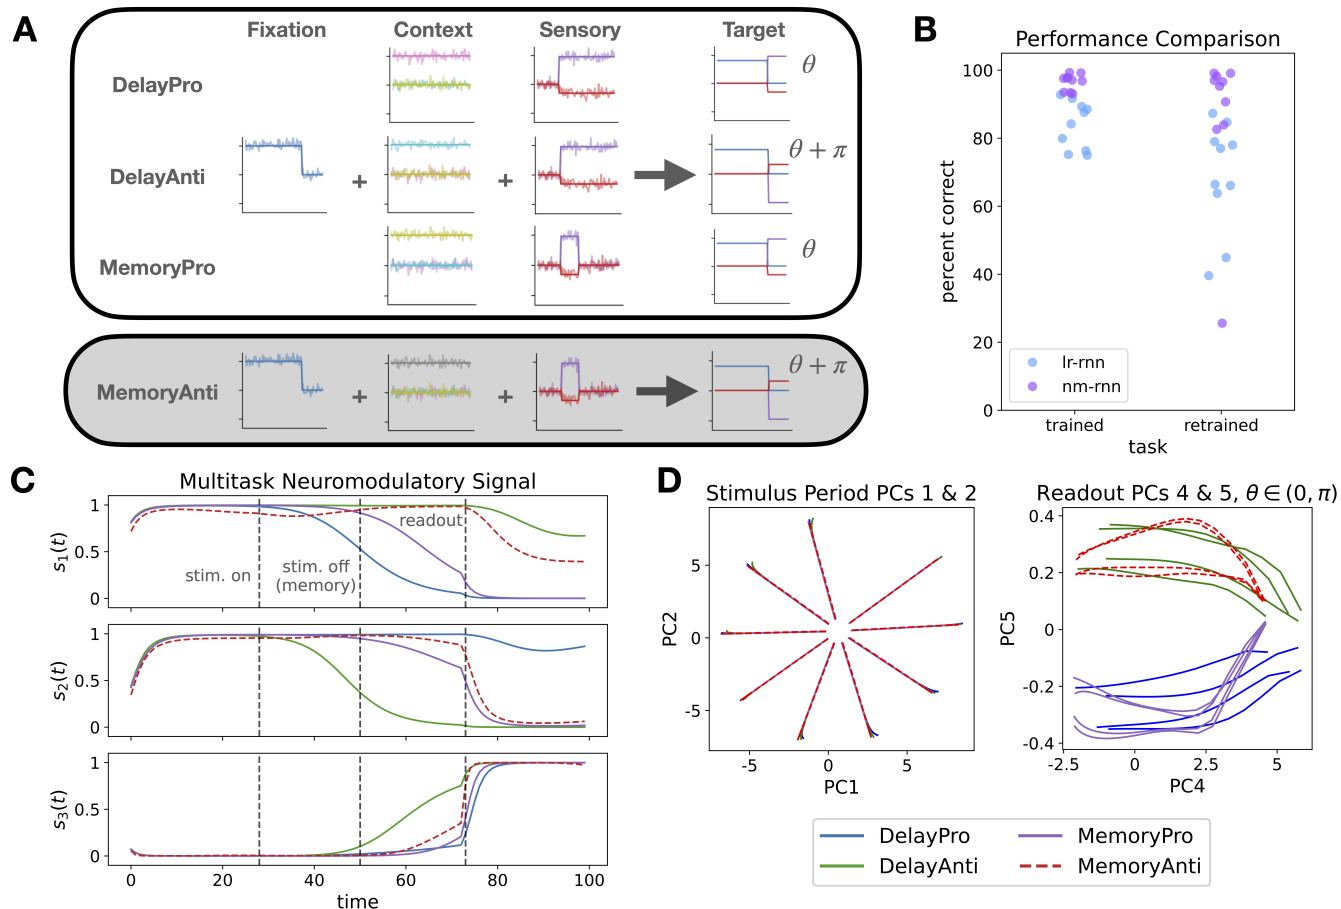 A
Fixation Context Sensory Target
DelayPro
θ
DelayAnti
+ +
θ + π
MemoryPro
θ
MemoryAnti
+ +
θ + π
B
Performance Comparison
percent correct
100
80
60
40
20
0
lr-rnn
nm-rnn
trained retrained
task
C
Multitask Neuromodulatory Signal
s1(t)
1
0.5
0
stim. on
stim. off
(memory)
readout
s2(t)
1
0.5
0
s3(t)
1
0.5
0
0 20 40 60 80 100
time
D
Stimulus Period PCs 1 & 2
PC2
5
0
-5
-5 0 5
PC1
Readout PCs 4 & 5, θ ∈ (0, π)
PC5
0.4
0.2
0
-0.2
-0.4
-2.5 0 2.5 5
PC4
DelayPro MemoryPro
DelayAnti MemoryAnti